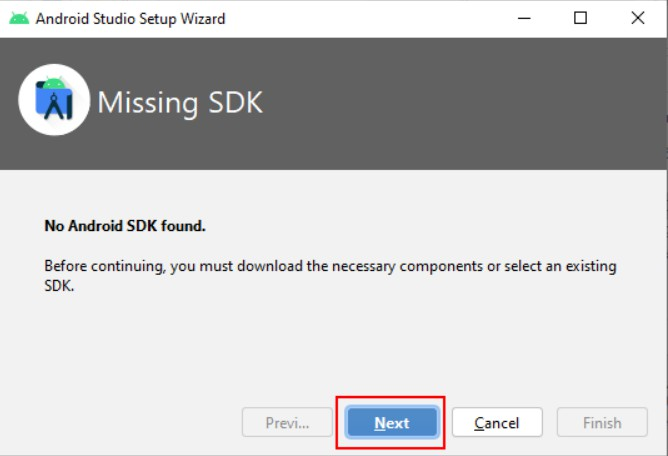 Android Studio Setup Wizard
Missing SDK
No Android SDK found.
Before continuing, you must download the necessary components or select an existing
SDK.
Previ... Next Cancel Finish